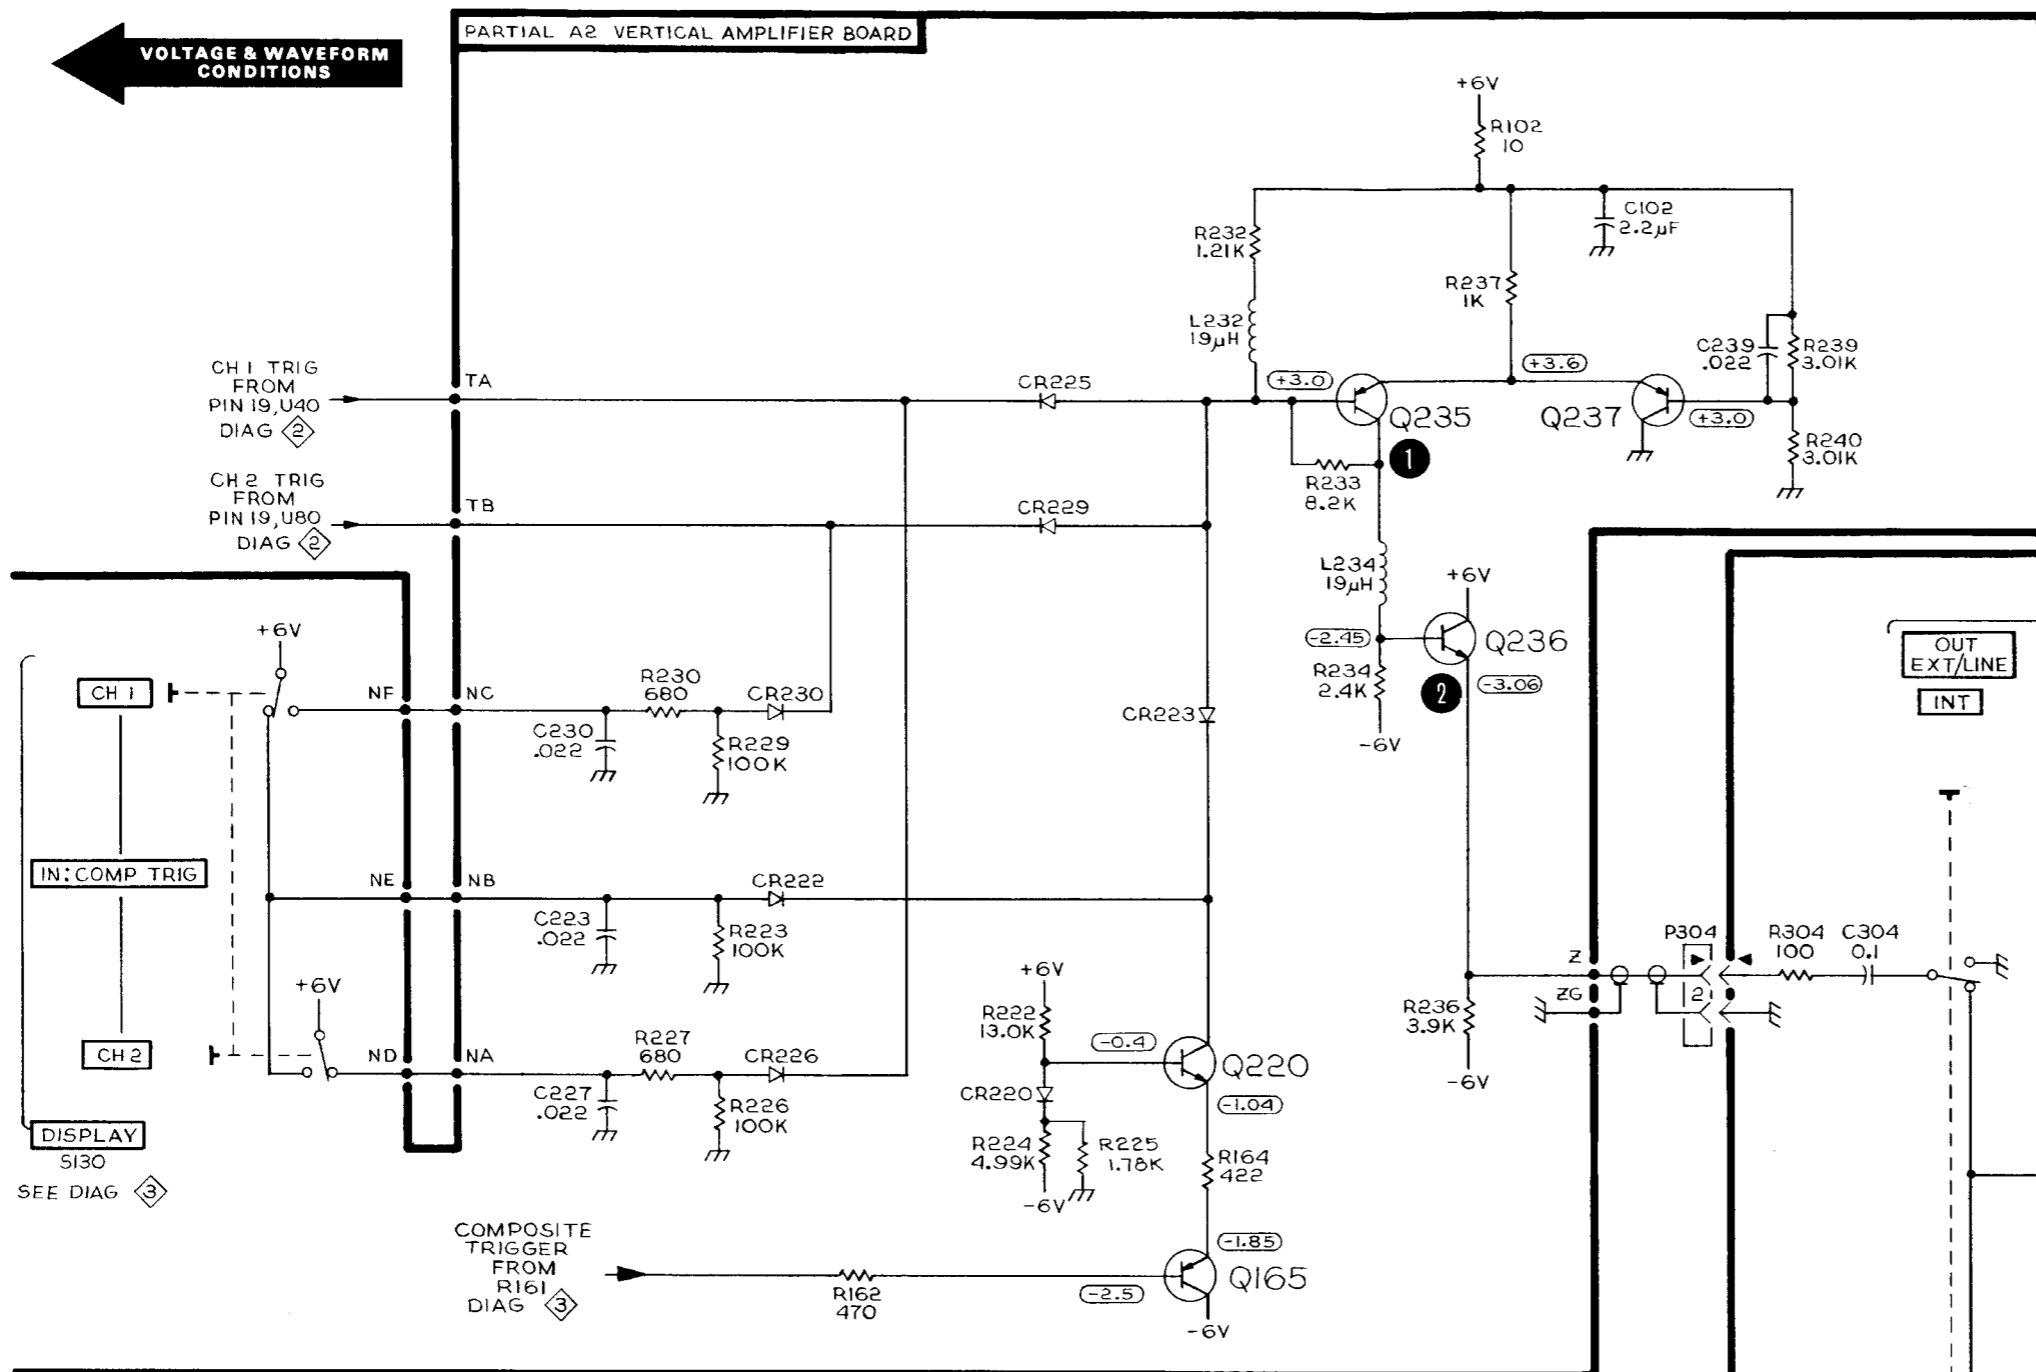 VOLTAGE & WAVEFORM
CONDITIONS
PARTIAL A2 VERTICAL AMPLIFIER BOARD
+6V
R102
10
C102
2.2µF
R232
1.21K
R237
1K
L232
19µH
C239
.022
R239
3.01K
+3.0
+3.6
Q235
Q237
+3.0
R240
3.01K
1
R233
8.2K
CH 1 TRIG
FROM
PIN 19, U40
DIAG 2
TA
CR225
CH 2 TRIG
FROM
PIN 19, U80
DIAG 2
TB
CR229
L234
19µH
+6V
-2.45
Q236
R234
2.4K
2
-3.06
-6V
OUT
EXT/LINE
INT
+6V
CH 1
NF
NC
R230
680
CR230
C230
.022
R229
100K
CR223
IN: COMP TRIG
NE
NB
CR222
C223
.022
R223
100K
+6V
CH 2
ND
NA
R227
680
CR226
C227
.022
R226
100K
DISPLAY
S130
SEE DIAG 3
+6V
R222
13.0K
-0.4
Q220
CR220
-1.04
R224
4.99K
R225
1.78K
-6V
R164
422
COMPOSITE
TRIGGER
FROM
R161
DIAG 3
R162
470
-1.85
-2.5
Q165
-6V
Z
ZG
R236
3.9K
-6V
P304
2
R304
100
C304
0.1